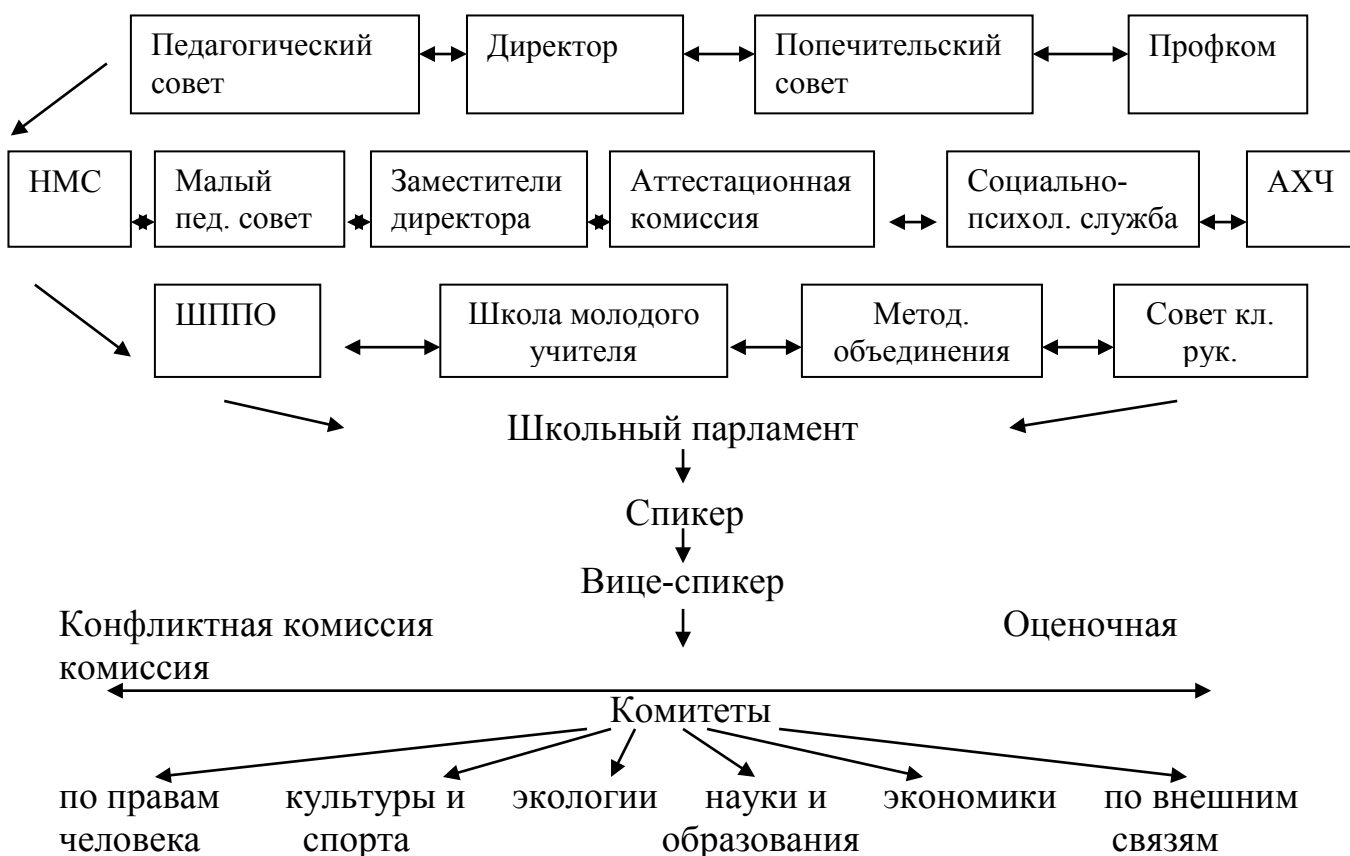 Педагогический совет
Директор
Попечительский совет
Профком
НМС
Малый пед. совет
Заместители директора
Аттестационная комиссия
Социально-психол. служба
АХЧ
ШППО
Школа молодого учителя
Метод. объединения
Совет кл. рук.
Школьный парламент
Спикер
Вице-спикер
Конфликтная комиссия Оценочная
комиссия
Комитеты
по правам человека
культуры и спорта
экологии
науки и образования
экономики
по внешним связям